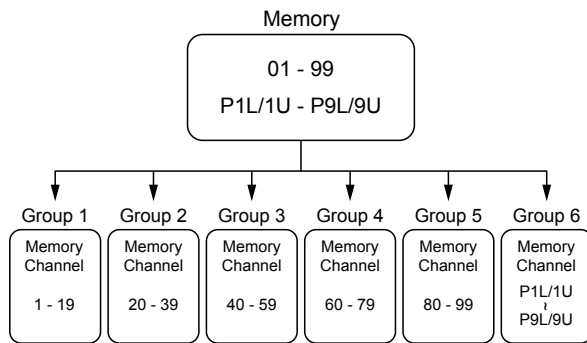 Memory
01 - 99
P1L/1U - P9L/9U
Group 1
Memory
Channel
1 - 19
Group 2
Memory
Channel
20 - 39
Group 3
Memory
Channel
40 - 59
Group 4
Memory
Channel
60 - 79
Group 5
Memory
Channel
80 - 99
Group 6
Memory
Channel
P1L/1U
~
P9L/9U